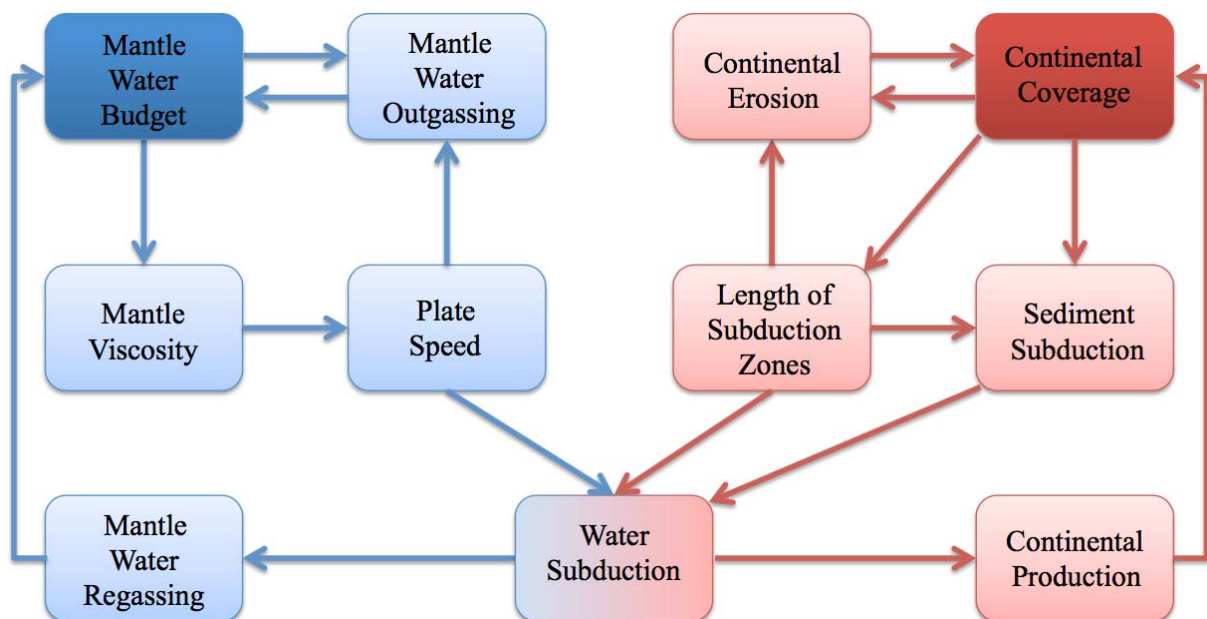 Mantle
Water
Budget
Mantle
Water
Outgassing
Continental
Erosion
Continental
Coverage
Mantle
Viscosity
Plate
Speed
Length of
Subduction
Zones
Sediment
Subduction
Mantle
Water
Regassing
Water
Subduction
Continental
Production